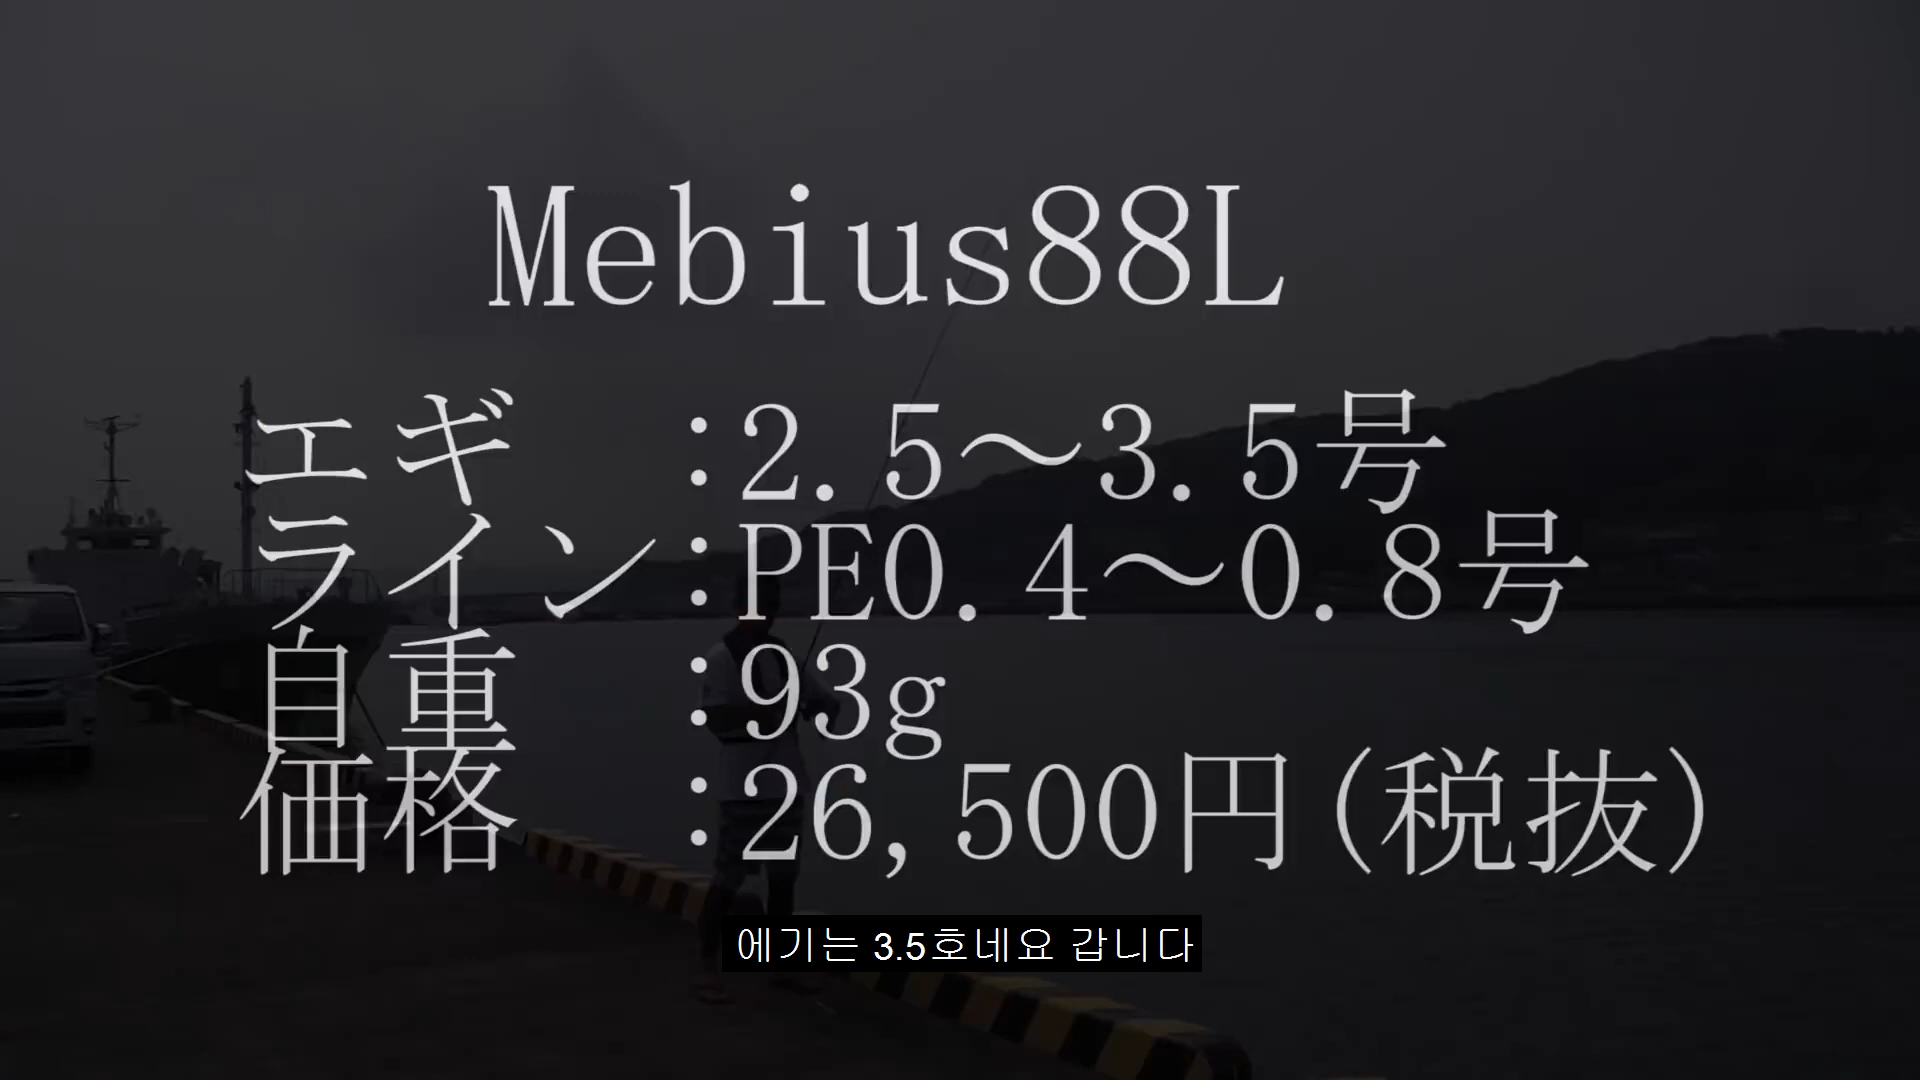 Mebius88L
エギ　:2.5～3.5号
ライン:PE0.4～0.8号
自重　:93g
価格　:26,500円(税抜)
에기는 3.5호네요 갑니다